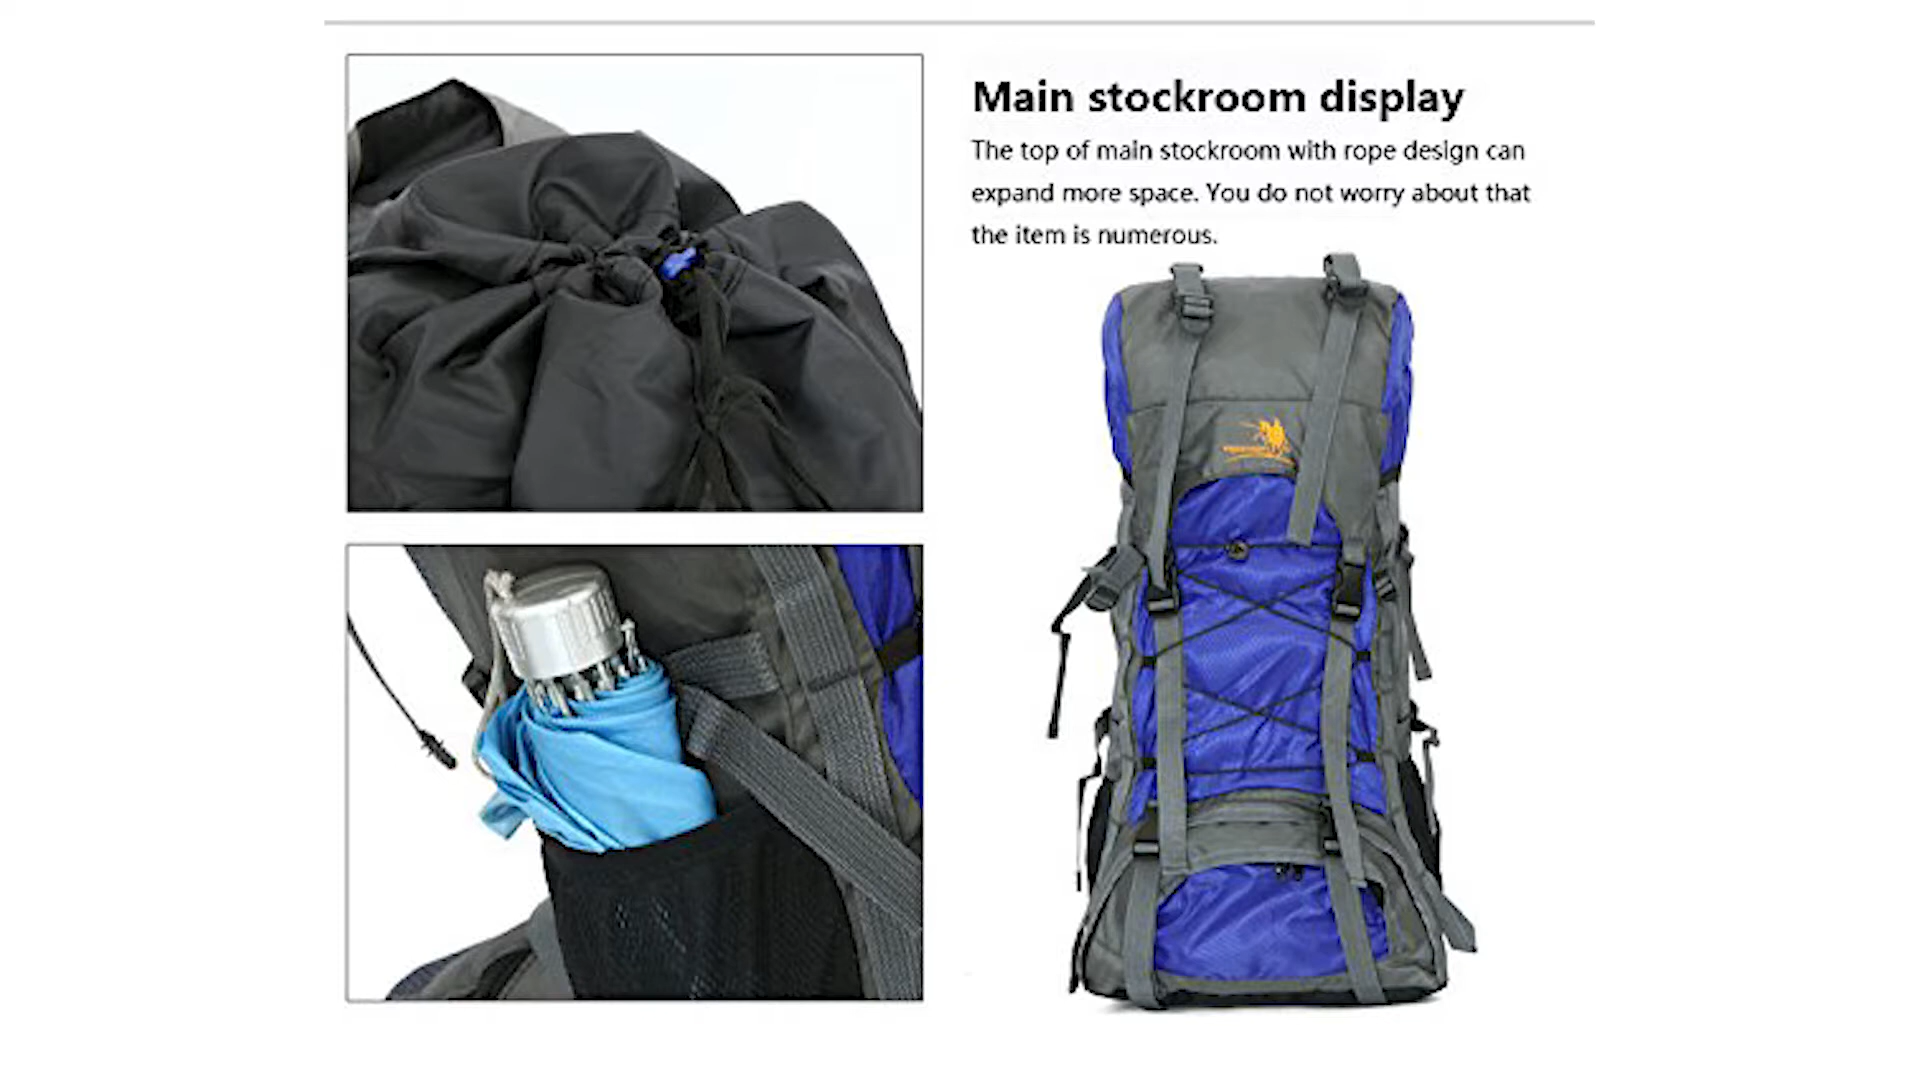 Main stockroom display
The top of main stockroom with rope design can
expand more space. You do not worry about that
the item is numerous.